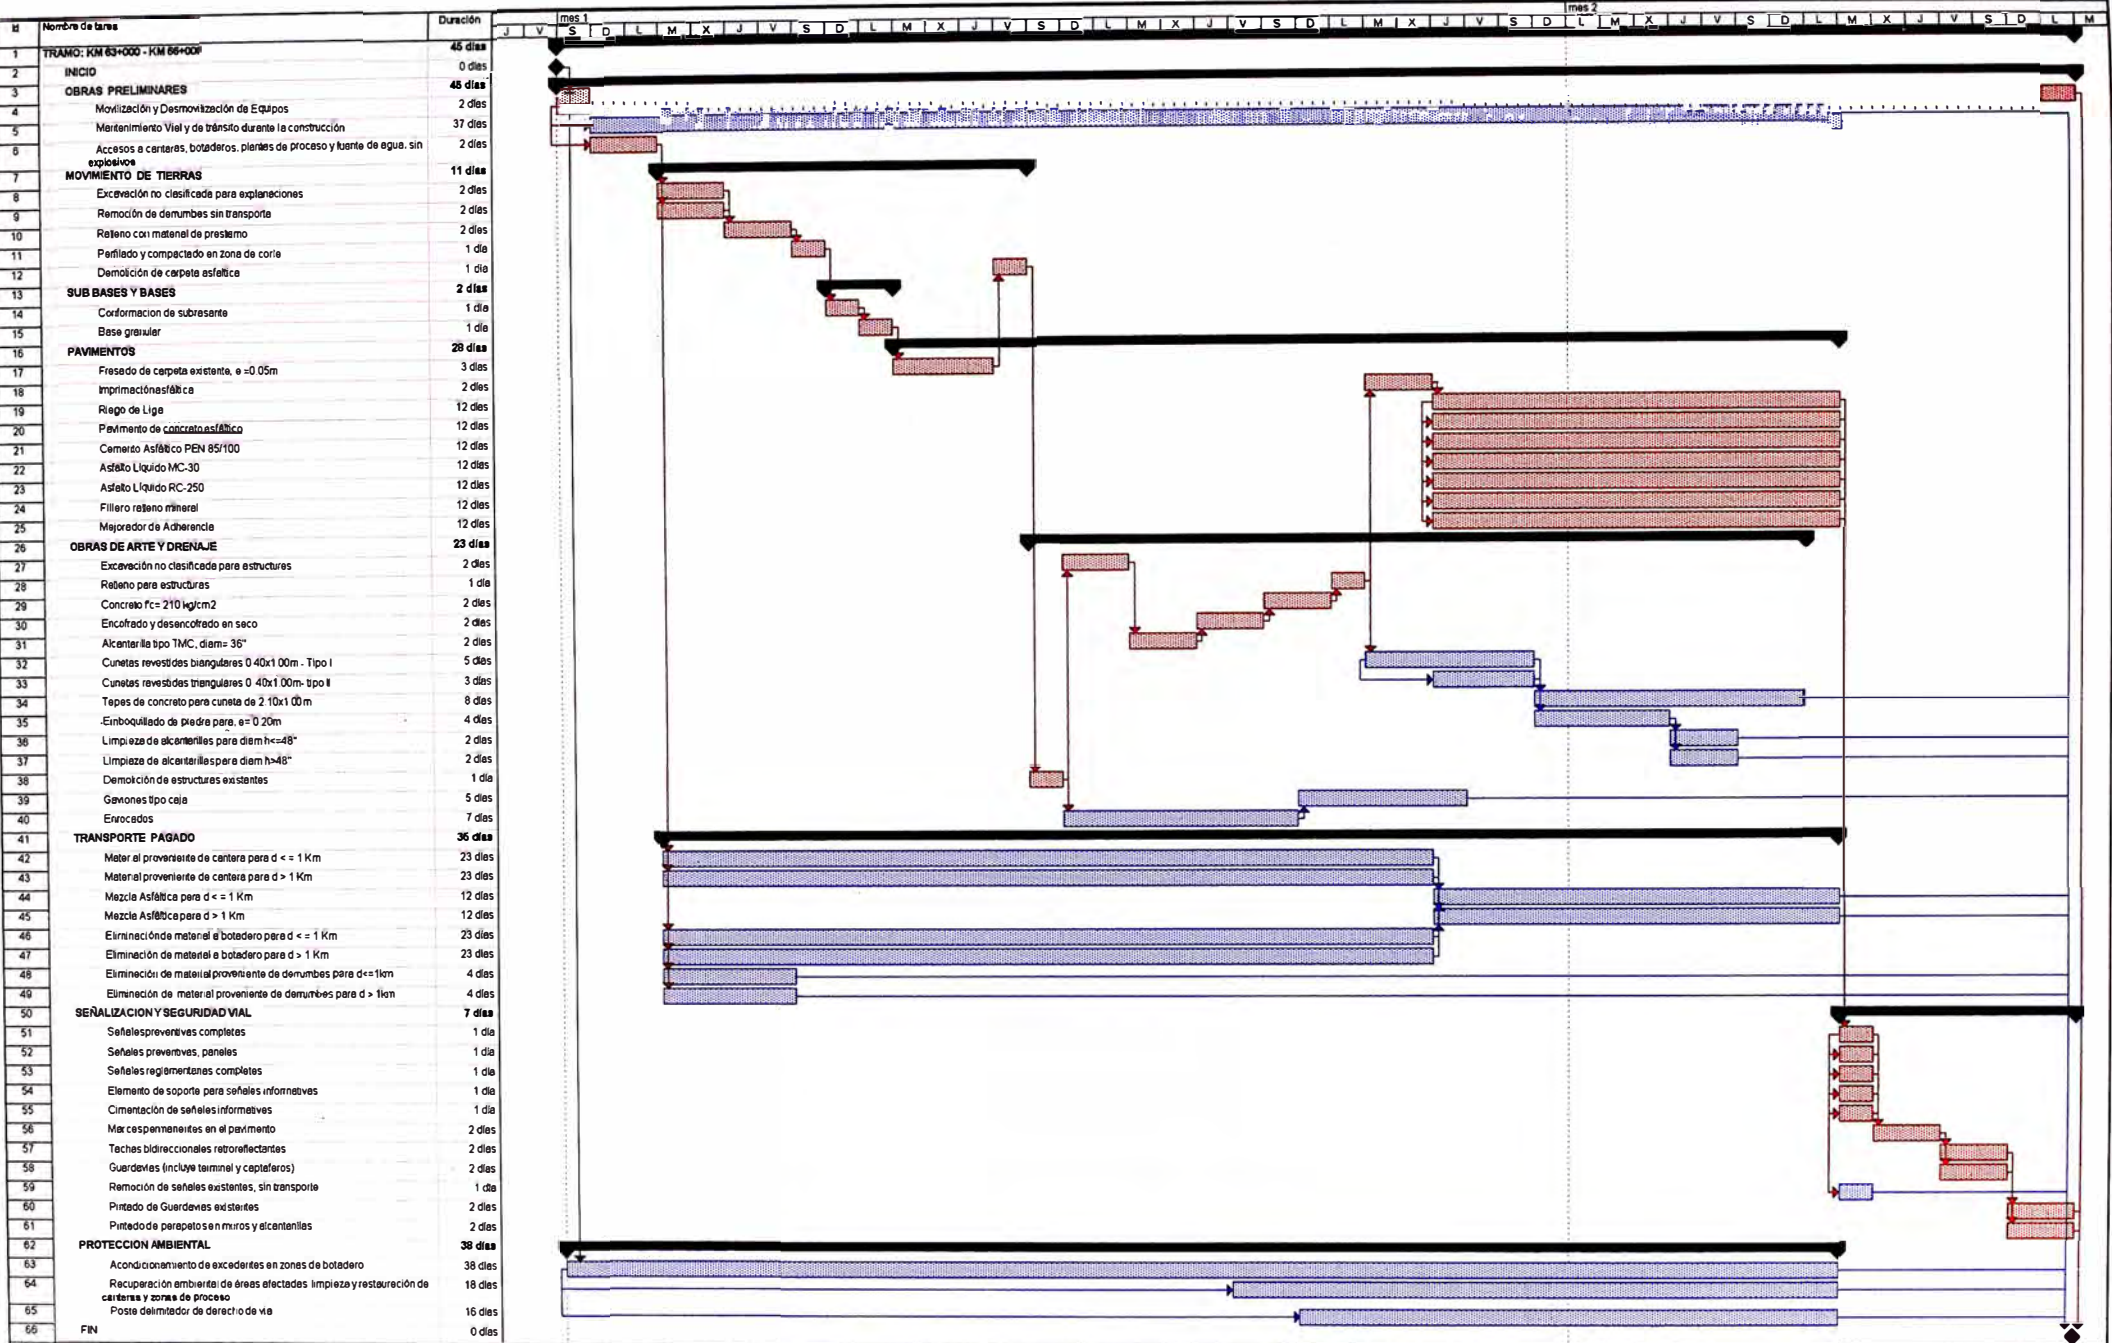 Id Nombre de tarea Duración
mes 1 mes 2
J V S D L M X J V S D L M X J V S D L M X J V S D L M X J V S D L M X J V S D L M X J V S D L M
1 TRAMO: KM 63+000 - KM 66+000 45 días
2 INICIO 0 días
3 OBRAS PRELIMINARES 45 días
4 Movilización y Desmovilización de Equipos 2 días
5 Mantenimiento Vial y de tránsito durante la construcción 37 días
6 Accesos a canteras, botaderos, plantes de proceso y fuente de agua, sin 2 días
explosivos
7 MOVIMIENTO DE TIERRAS 11 días
8 Excavación no clasificada para explanaciones 2 días
9 Remoción de derrumbes sin transporte 2 días
10 Relleno con material de prestamo 2 días
11 Perfilado y compactado en zona de corte 1 día
12 Demolición de carpeta asfaltica 1 día
13 SUB BASES Y BASES 2 días
14 Conformacion de subrasante 1 día
15 Base granular 1 día
16 PAVIMENTOS 28 días
17 Fresado de carpeta existente, e =0.05m 3 días
18 Imprimaciónasfáltica 2 días
19 Riego de Liga 12 días
20 Pavimento de concreto asfáltico 12 días
21 Cemento Asfáltico PEN 85/100 12 días
22 Asfalto Líquido MC-30 12 días
23 Asfalto Líquido RC-250 12 días
24 Fillero relleno mineral 12 días
25 Mejorador de Adherencia 12 días
26 OBRAS DE ARTE Y DRENAJE 23 días
27 Excavación no clasificada para estructures 2 días
28 Relleno para estructuras 1 día
29 Concreto f'c= 210 kg/cm2 2 días
30 Encofrado y desencofrado en seco 2 días
31 Alcantarilla tipo TMC, diam= 36" 2 días
32 Cunetas revestidas triangulares 0.40x1.00m - Tipo I 5 días
33 Cunetas revestidas triangulares 0.40x1.00m- tipo II 3 días
34 Tapas de concreto para cuneta de 2.10x1.00m 8 días
35 Emboquillado de piedra para, e= 0.20m 4 días
36 Limpieza de alcantarillas para diam h<=48" 2 días
37 Limpieza de alcantarillas para diam h>48" 2 días
38 Demolición de estructuras existantes 1 día
39 Gaviones tipo caja 5 días
40 Enrocados 7 días
41 TRANSPORTE PAGADO 35 días
42 Material proveniente de cantera para d < = 1 Km 23 días
43 Material proveniente de cantera para d > 1 Km 23 días
44 Mezcla Asfáltica para d < = 1 Km 12 días
45 Mezcla Asfáltica para d > 1 Km 12 días
46 Eliminación de material a botadero para d < = 1 Km 23 días
47 Eliminación de material a botadero para d > 1 Km 23 días
48 Eliminación de material proveniente de derrumbes para d<=1km 4 días
49 Eliminación de material proveniente de derrumbes para d > 1km 4 días
50 SEÑALIZACION Y SEGURIDAD VIAL 7 días
51 Señales preventivas completas 1 día
52 Señales preventivas, paneles 1 día
53 Señales reglamentarias completes 1 día
54 Elemento de soporte para señales informativas 1 día
55 Cimentación de señales informativas 1 día
56 Marcas permanentes en el pavimento 2 días
57 Tachas bidireccionales retroreflectantes 2 días
58 Guardavías (incluye terminal y captaferos) 2 días
59 Remoción de señales existentes, sin transporte 1 día
60 Pintado de Guardavias existentes 2 días
61 Pintado de parapetos en muros y alcantarillas 2 días
62 PROTECCION AMBIENTAL 38 días
63 Acondicionamiento de excedentes en zonas de botadero 38 días
64 Recuperación ambiental de áreas afectadas limpieza y restauración de 18 días
canteras y zonas de proceso
65 Poste delimitador de derecho de via 16 días
66 FIN 0 días